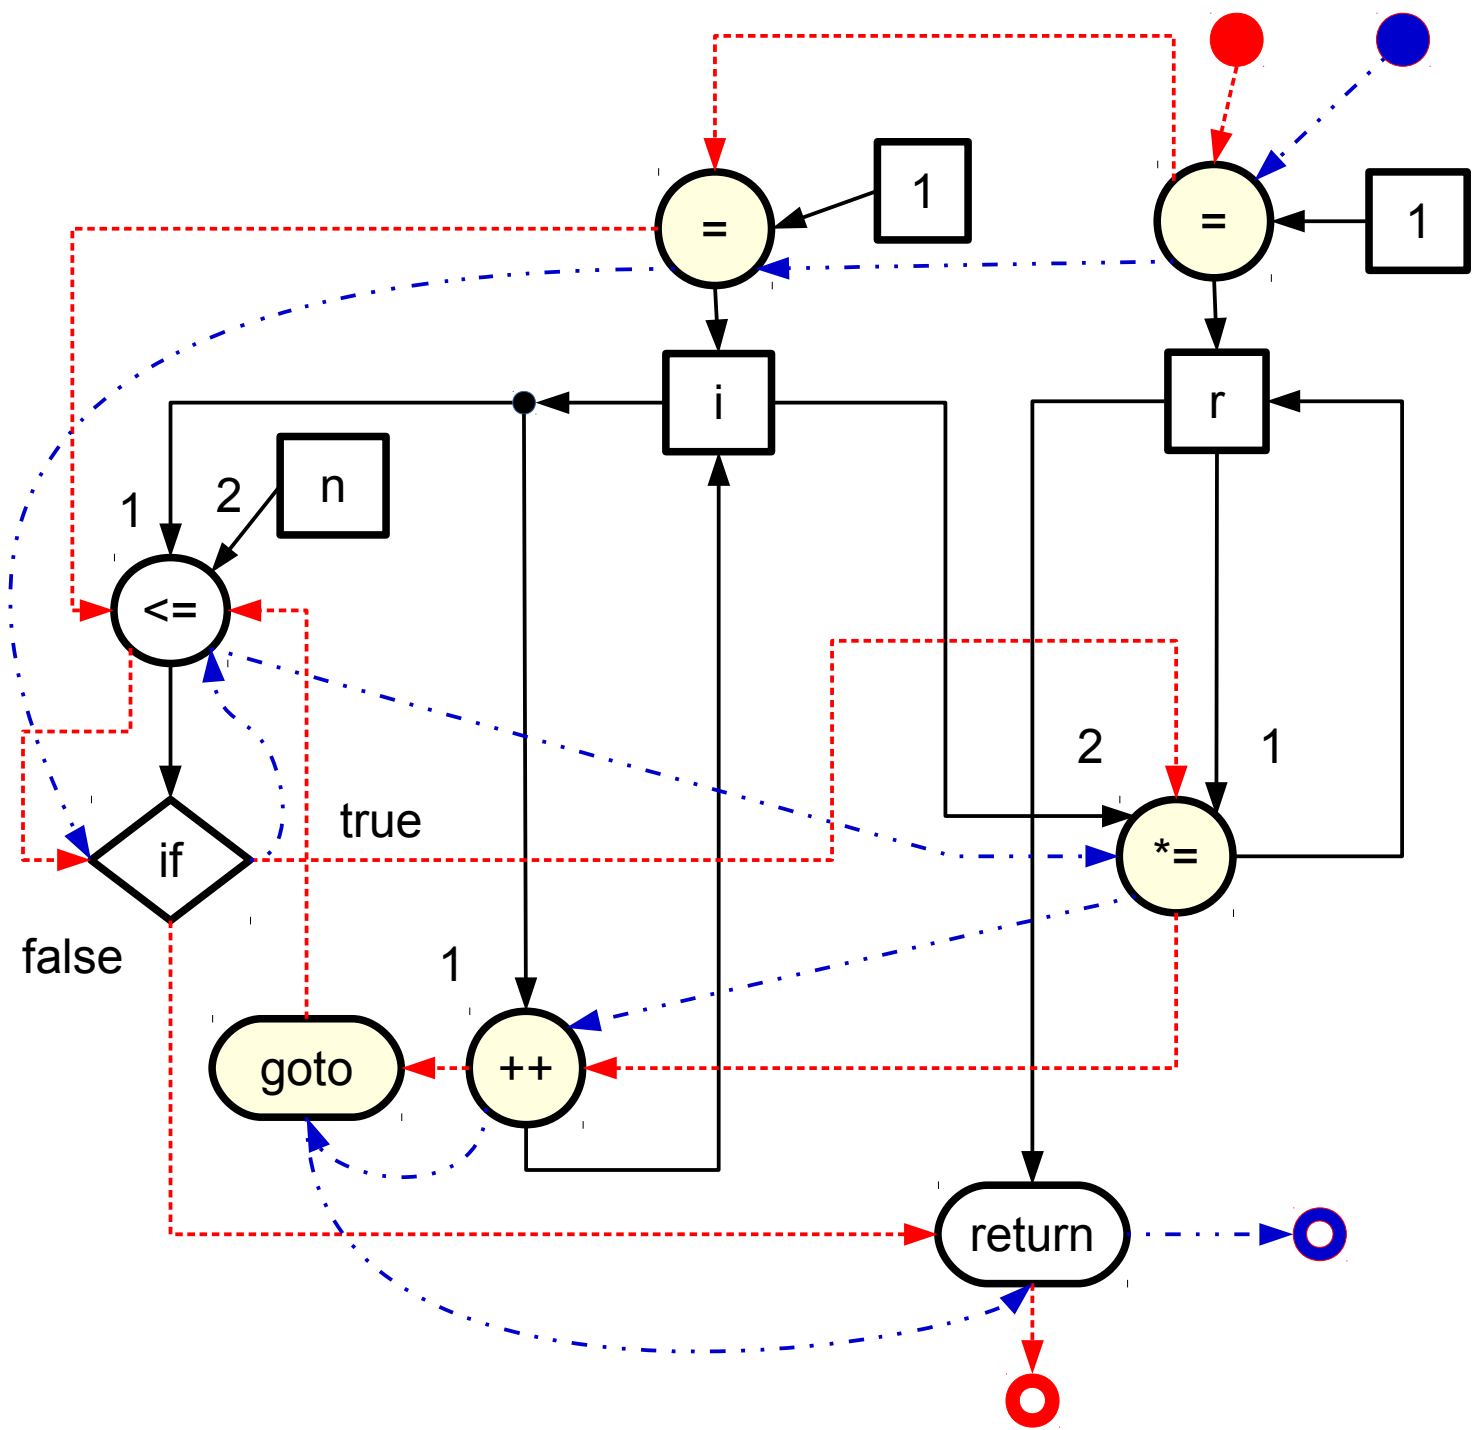 1
=
1
=
i
r
n
2
1
<=
2
1
true
if
*=
false
1
goto
++
return